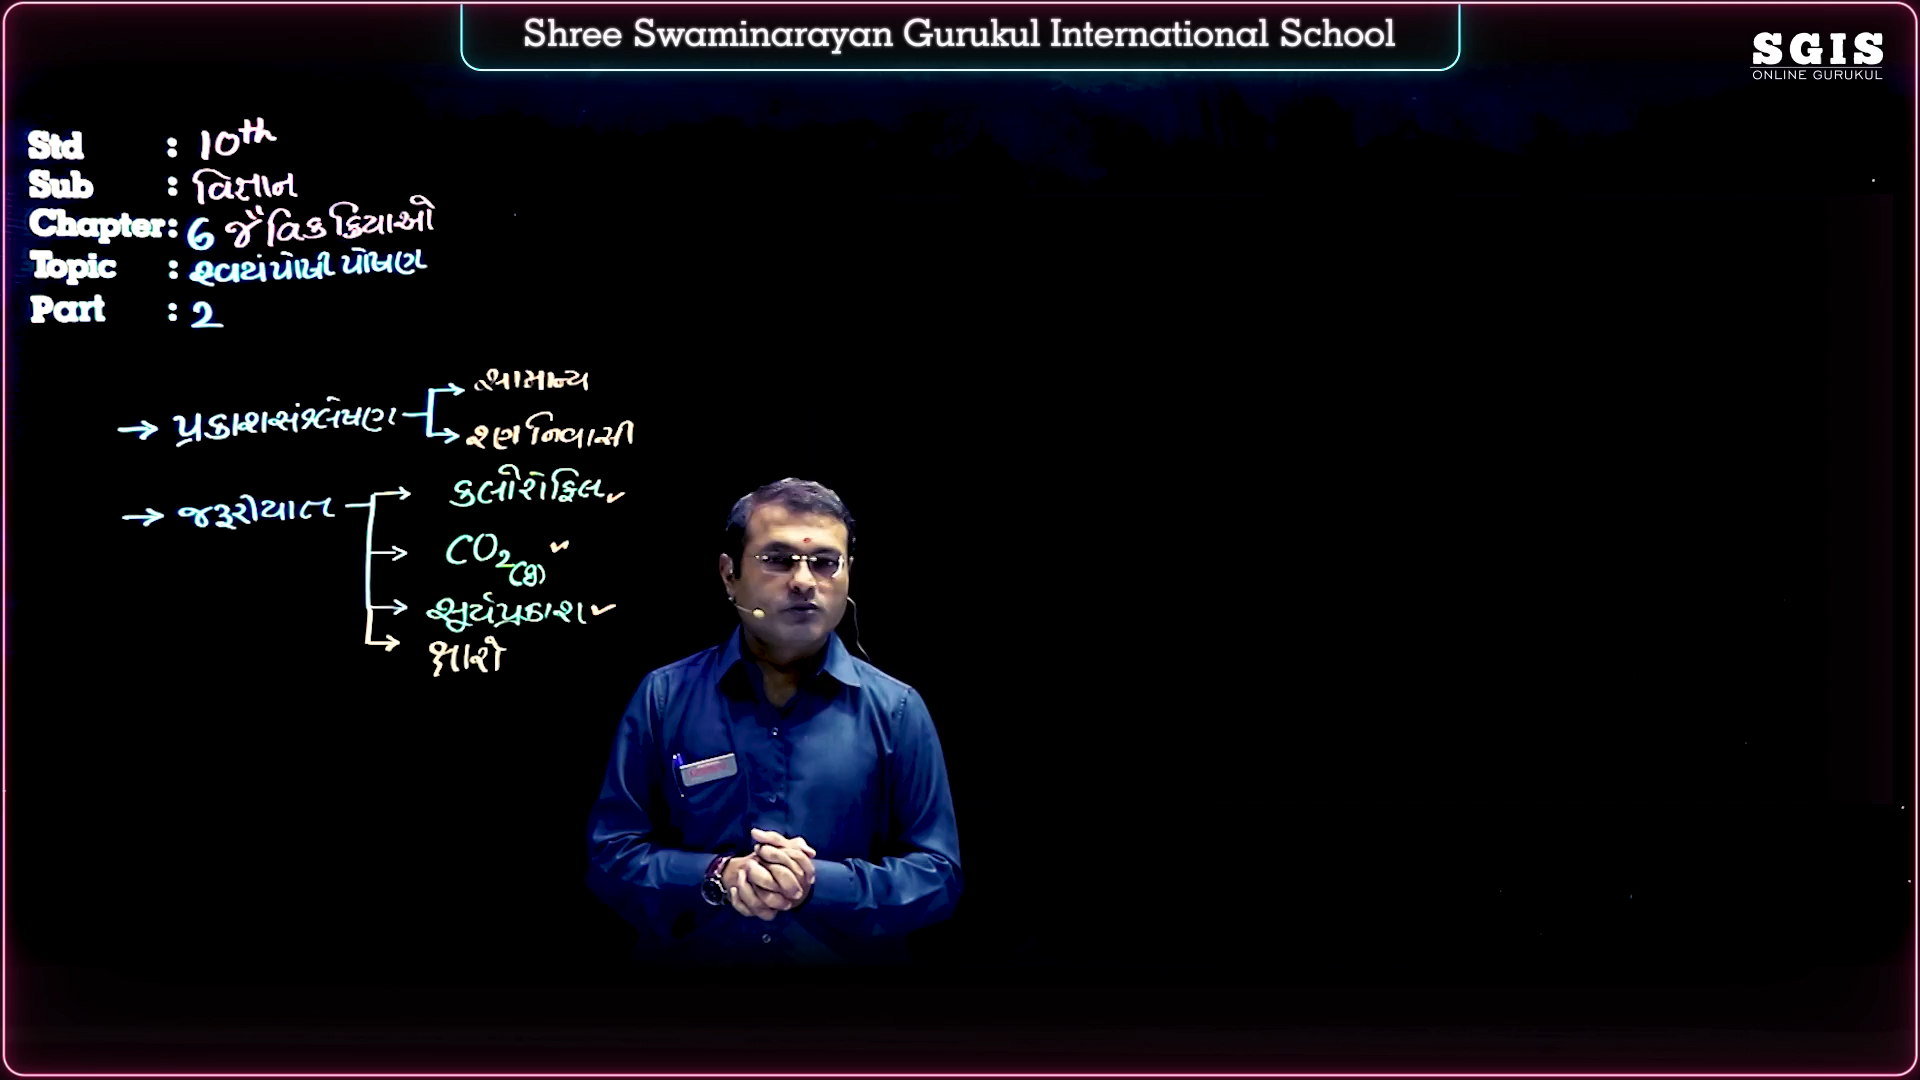 Shree Swaminarayan Gurukul International School
SGIS
ONLINE GURUKUL
Std : 10th
Sub : વિજ્ઞાન
Chapter : 6 જૈવિક ક્રિયાઓ
Topic : સ્વયંપોષી પોષણ
Part : 2
→ પ્રકાશસંશ્લેષણ → સામાન્ય
→ રણ નિવાસી
→ જરૂરીયાત → ક્લોરોફિલ ✓
→ CO2(g) ✓
→ સૂર્યપ્રકાશ ✓
→ ક્ષારો